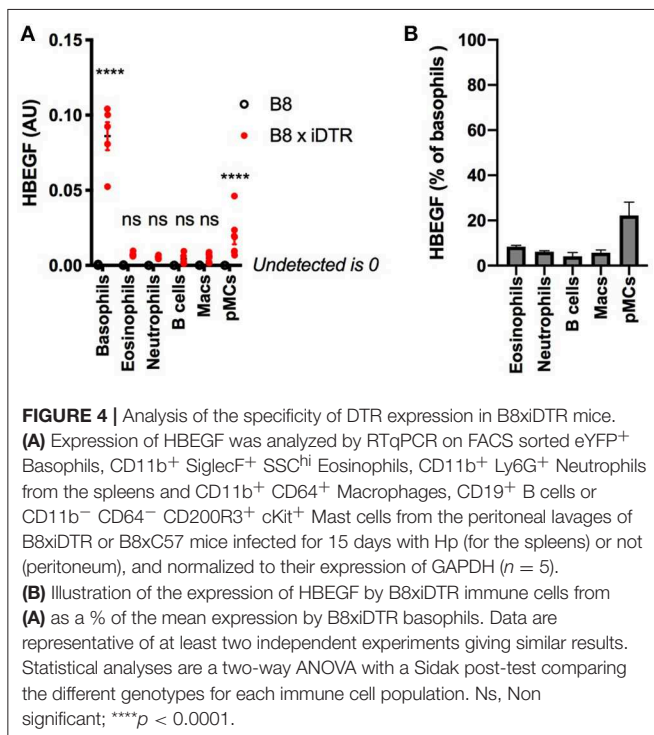 A
B
0.15
0.10
0.05
0.00
HBEGF (AU)
****
ns ns ns ns
****
B8
B8 x iDTR
Undetected is 0
Basophils
Eosinophils
Neutrophils
B cells
Macs
pMCs
100
80
60
40
20
0
HBEGF (% of basophils )
Eosinophils
Neutrophils
B cells
Macs
pMCs
FIGURE 4 | Analysis of the specificity of DTR expression in B8xiDTR mice.
(A) Expression of HBEGF was analyzed by RTqPCR on FACS sorted eYFP⁺
Basophils, CD11b⁺ SiglecF⁺ SSCʰⁱ Eosinophils, CD11b⁺ Ly6G⁺ Neutrophils
from the spleens and CD11b⁺ CD64⁺ Macrophages, CD19⁺ B cells or
CD11b⁻ CD64⁻ CD200R3⁺ cKit⁺ Mast cells from the peritoneal lavages of
B8xiDTR or B8xC57 mice infected for 15 days with Hp (for the spleens) or not
(peritoneum), and normalized to their expression of GAPDH (n = 5).
(B) Illustration of the expression of HBEGF by B8xiDTR immune cells from
(A) as a % of the mean expression by B8xiDTR basophils. Data are
representative of at least two independent experiments giving similar results.
Statistical analyses are a two-way ANOVA with a Sidak post-test comparing
the different genotypes for each immune cell population. Ns, Non
significant; ****p < 0.0001.